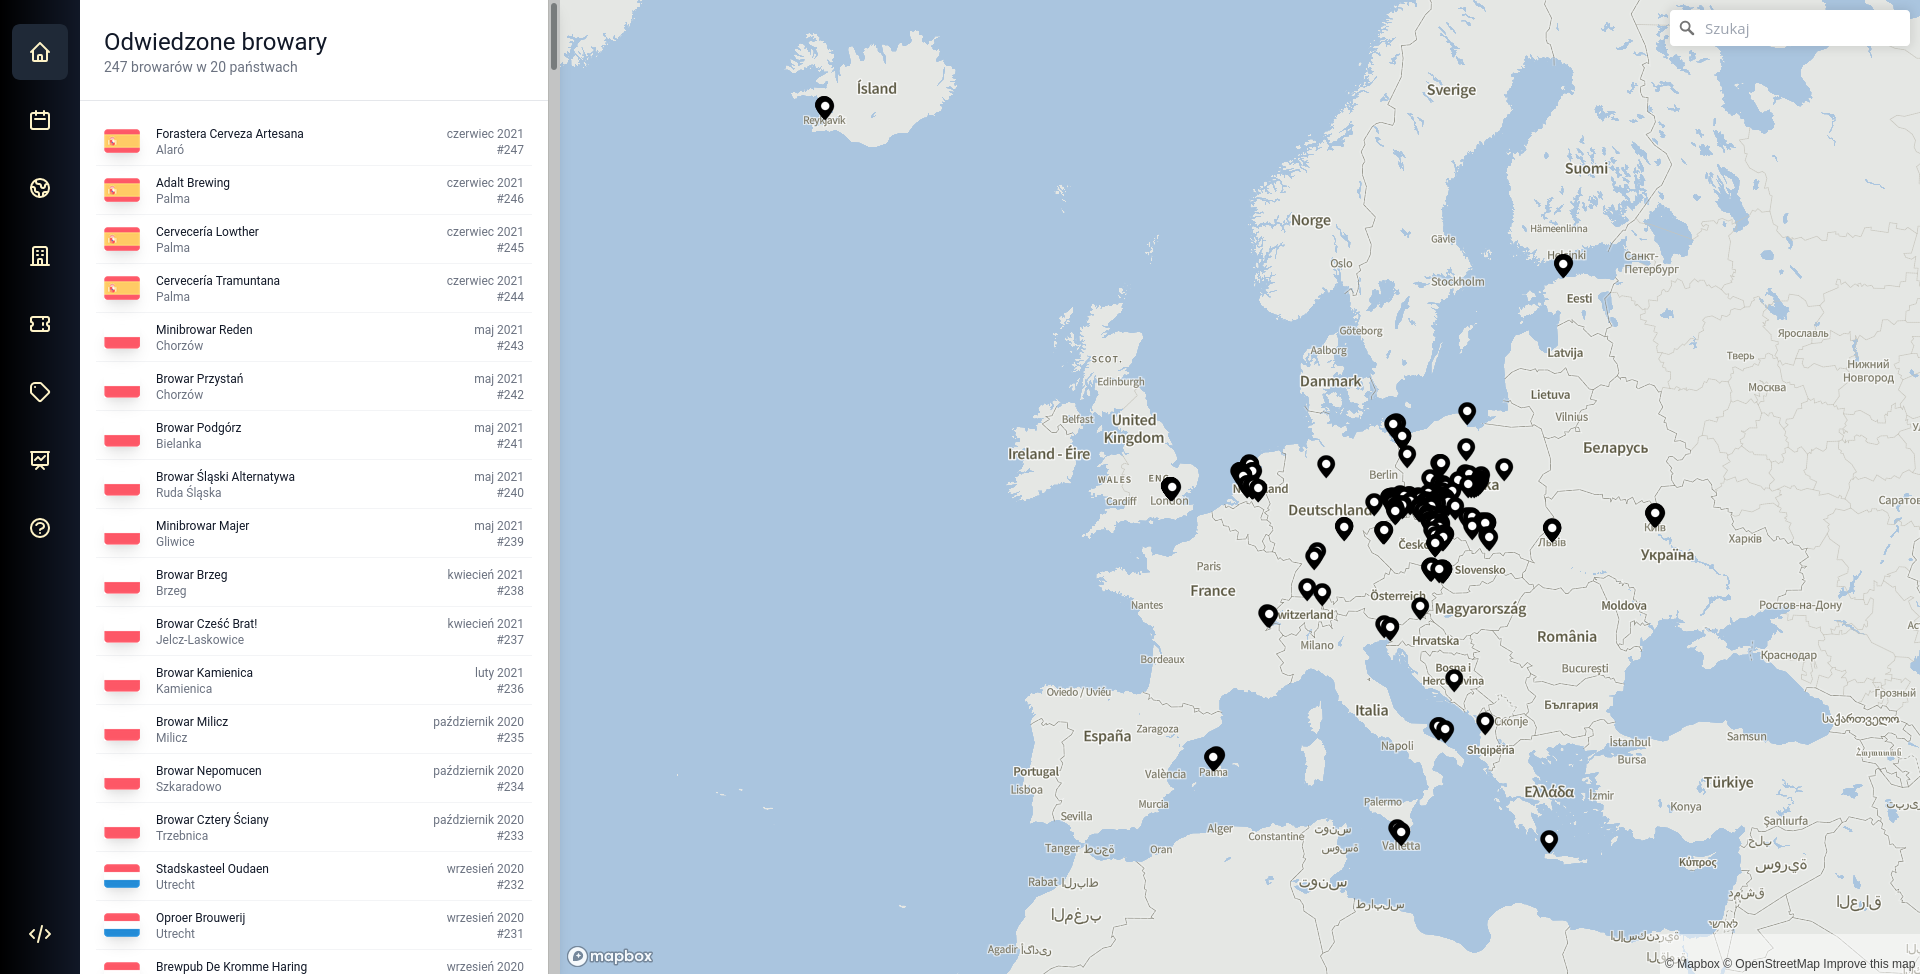 Odwiedzone browary
247 browarów w 20 państwach
Forastera Cerveza Artesana
czerwiec 2021
Alaró
#247
Adalt Brewing
czerwiec 2021
Palma
#246
Cervecería Lowther
czerwiec 2021
Palma
#245
Cervecería Tramuntana
czerwiec 2021
Palma
#244
Minibrowar Reden
maj 2021
Chorzów
#243
Browar Przystań
maj 2021
Chorzów
#242
Browar Podgórz
maj 2021
Bielanka
#241
Browar Śląski Alternatywa
maj 2021
Ruda Śląska
#240
Minibrowar Majer
maj 2021
Gliwice
#239
Browar Brzeg
kwiecień 2021
Brzeg
#238
Browar Cześć Brat!
kwiecień 2021
Jelcz-Laskowice
#237
Browar Kamienica
luty 2021
Kamienica
#236
Browar Milicz
październik 2020
Milicz
#235
Browar Nepomucen
październik 2020
Szkaradowo
#234
Browar Cztery Ściany
październik 2020
Trzebnica
#233
Stadskasteel Oudaen
wrzesień 2020
Utrecht
#232
Oproer Brouwerij
wrzesień 2020
Utrecht
#231
Brewpub De Kromme Haring
wrzesień 2020
Szukaj
Ísland
Reykjavík
Sverige
Suomi
Norge
Hämeenlinna
Gävle
Oslo
Helsinki
Санкт-
Петербург
Stockholm
Eesti
Göteborg
Ярославль
Aalborg
Latvija
Тверь
SCOT.
Нижний
Новгород
Edinburgh
Danmark
Москва
Lietuva
Belfast
Vilnius
United
Kingdom
Беларусь
Ireland - Éire
Berlin
WALES
Cardiff
London
Саратов
Deutschland
Київ
Львів
Харків
Česko
Україна
Paris
Slovensko
France
Österreich
Nantes
Magyarország
Moldova
Ростов-на-Дону
Switzerland
România
Milano
Hrvatska
Краснодар
Bordeaux
Bosna i
Hercegovina
București
Oviedo / Uviéu
Грозный
България
Italia
Скопје
საქართველო
España
Zaragoza
Napoli
Shqipëria
İstanbul
Samsun
Հայաստան
Bursa
Portugal
València
Palma
Türkiye
Lisboa
Ελλάδα
İzmir
Murcia
Palermo
Konya
Sevilla
Şanlıurfa
Alger
Constantine
Valletta
Tanger
Oran
Κύπρος
Rabat
Agadir
mapbox
© Mapbox © OpenStreetMap Improve this map